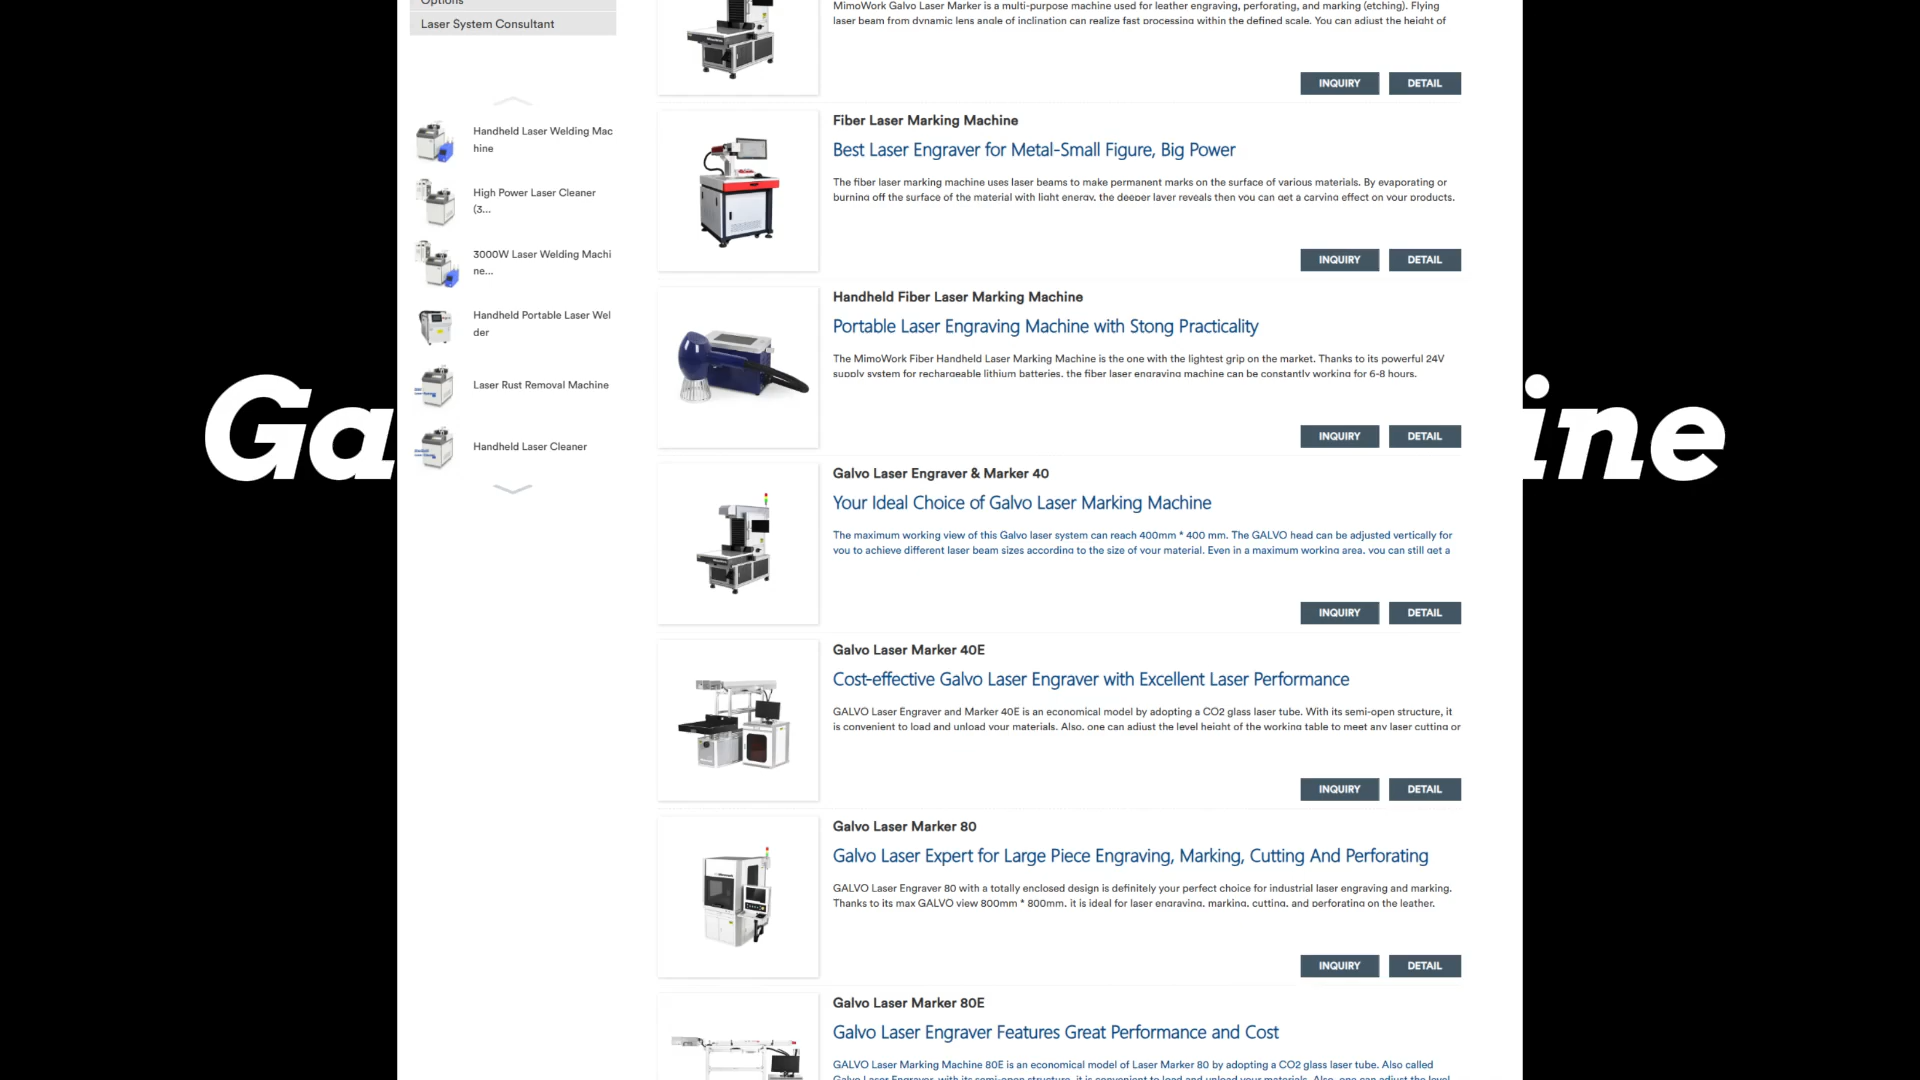 Options
Laser System Consultant
Handheld Laser Welding Mac
hine
High Power Laser Cleaner
(3...
3000W Laser Welding Machi
ne...
Handheld Portable Laser Wel
der
Laser Rust Removal Machine
Handheld Laser Cleaner
Ga
ine
MimoWork Galvo Laser Marker is a multi-purpose machine used for leather engraving, perforating, and marking (etching). Flying
laser beam from dynamic lens angle of inclination can realize fast processing within the defined scale. You can adjust the height of
INQUIRY DETAIL
Fiber Laser Marking Machine
Best Laser Engraver for Metal-Small Figure, Big Power
The fiber laser marking machine uses laser beams to make permanent marks on the surface of various materials. By evaporating or
burning off the surface of the material with light energy, the deeper layer reveals then you can get a carving effect on your products.
INQUIRY DETAIL
Handheld Fiber Laser Marking Machine
Portable Laser Engraving Machine with Stong Practicality
The MimoWork Fiber Handheld Laser Marking Machine is the one with the lightest grip on the market. Thanks to its powerful 24V
supply system for rechargeable lithium batteries, the fiber laser engraving machine can be constantly working for 6-8 hours.
INQUIRY DETAIL
Galvo Laser Engraver & Marker 40
Your Ideal Choice of Galvo Laser Marking Machine
The maximum working view of this Galvo laser system can reach 400mm * 400 mm. The GALVO head can be adjusted vertically for
you to achieve different laser beam sizes according to the size of your material. Even in a maximum working area, you can still get a
INQUIRY DETAIL
Galvo Laser Marker 40E
Cost-effective Galvo Laser Engraver with Excellent Laser Performance
GALVO Laser Engraver and Marker 40E is an economical model by adopting a CO2 glass laser tube. With its semi-open structure, it
is convenient to load and unload your materials. Also, one can adjust the level height of the working table to meet any laser cutting or
INQUIRY DETAIL
Galvo Laser Marker 80
Galvo Laser Expert for Large Piece Engraving, Marking, Cutting And Perforating
GALVO Laser Engraver 80 with a totally enclosed design is definitely your perfect choice for industrial laser engraving and marking.
Thanks to its max GALVO view 800mm * 800mm, it is ideal for laser engraving, marking, cutting, and perforating on the leather,
INQUIRY DETAIL
Galvo Laser Marker 80E
Galvo Laser Engraver Features Great Performance and Cost
GALVO Laser Marking Machine 80E is an economical model of Laser Marker 80 by adopting a CO2 glass laser tube. Also called
Galvo Laser Engraver, with its semi-open structure, it is convenient to load and unload your materials. Also, one can adjust the level